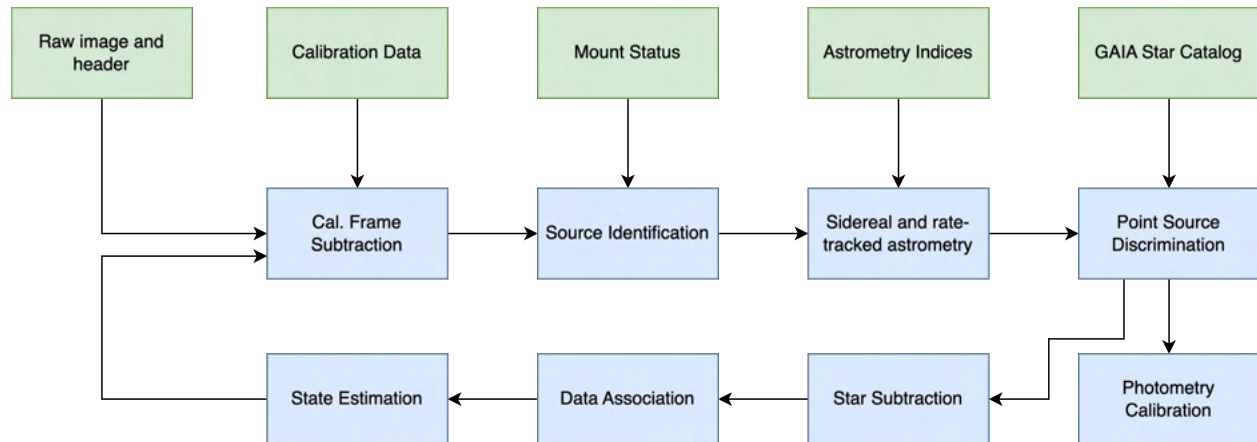 Raw image and
header
Calibration Data
Mount Status
Astrometry Indices
GAIA Star Catalog
Cal. Frame
Subtraction
Source Identification
Sidereal and rate-
tracked astrometry
Point Source
Discrimination
State Estimation
Data Association
Star Subtraction
Photometry
Calibration